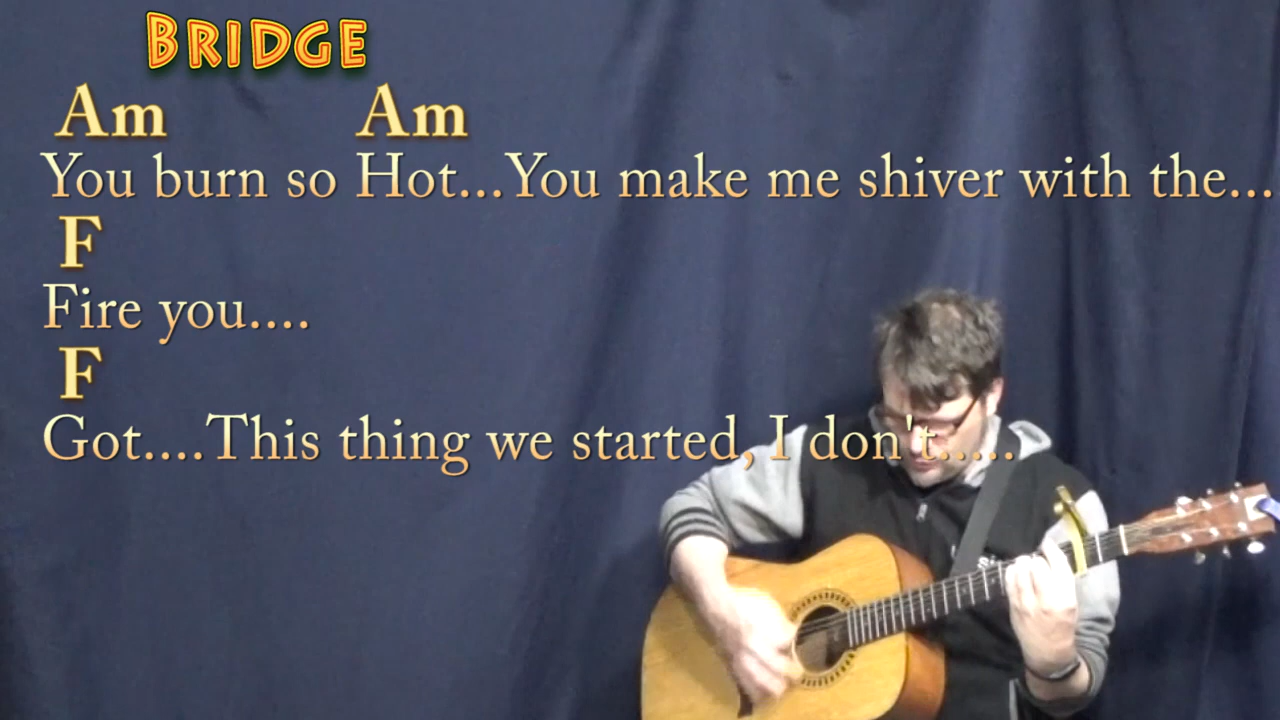 BRIDGE
Am Am
You burn so Hot...You make me shiver with the...
F
Fire you....
F
Got....This thing we started, I don't.....